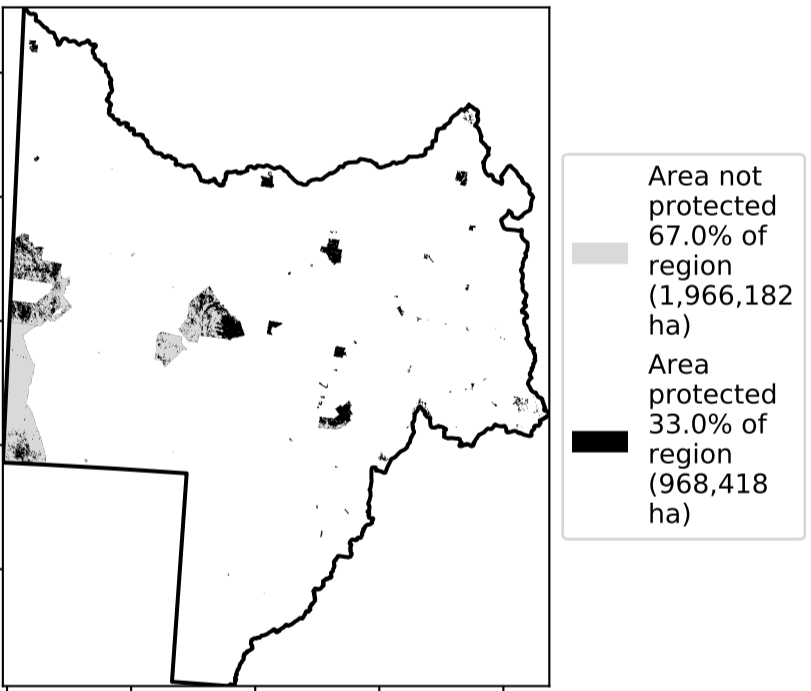 Area not
protected
67.0% of
region
(1,966,182
ha)
Area
protected
33.0% of
region
(968,418
ha)